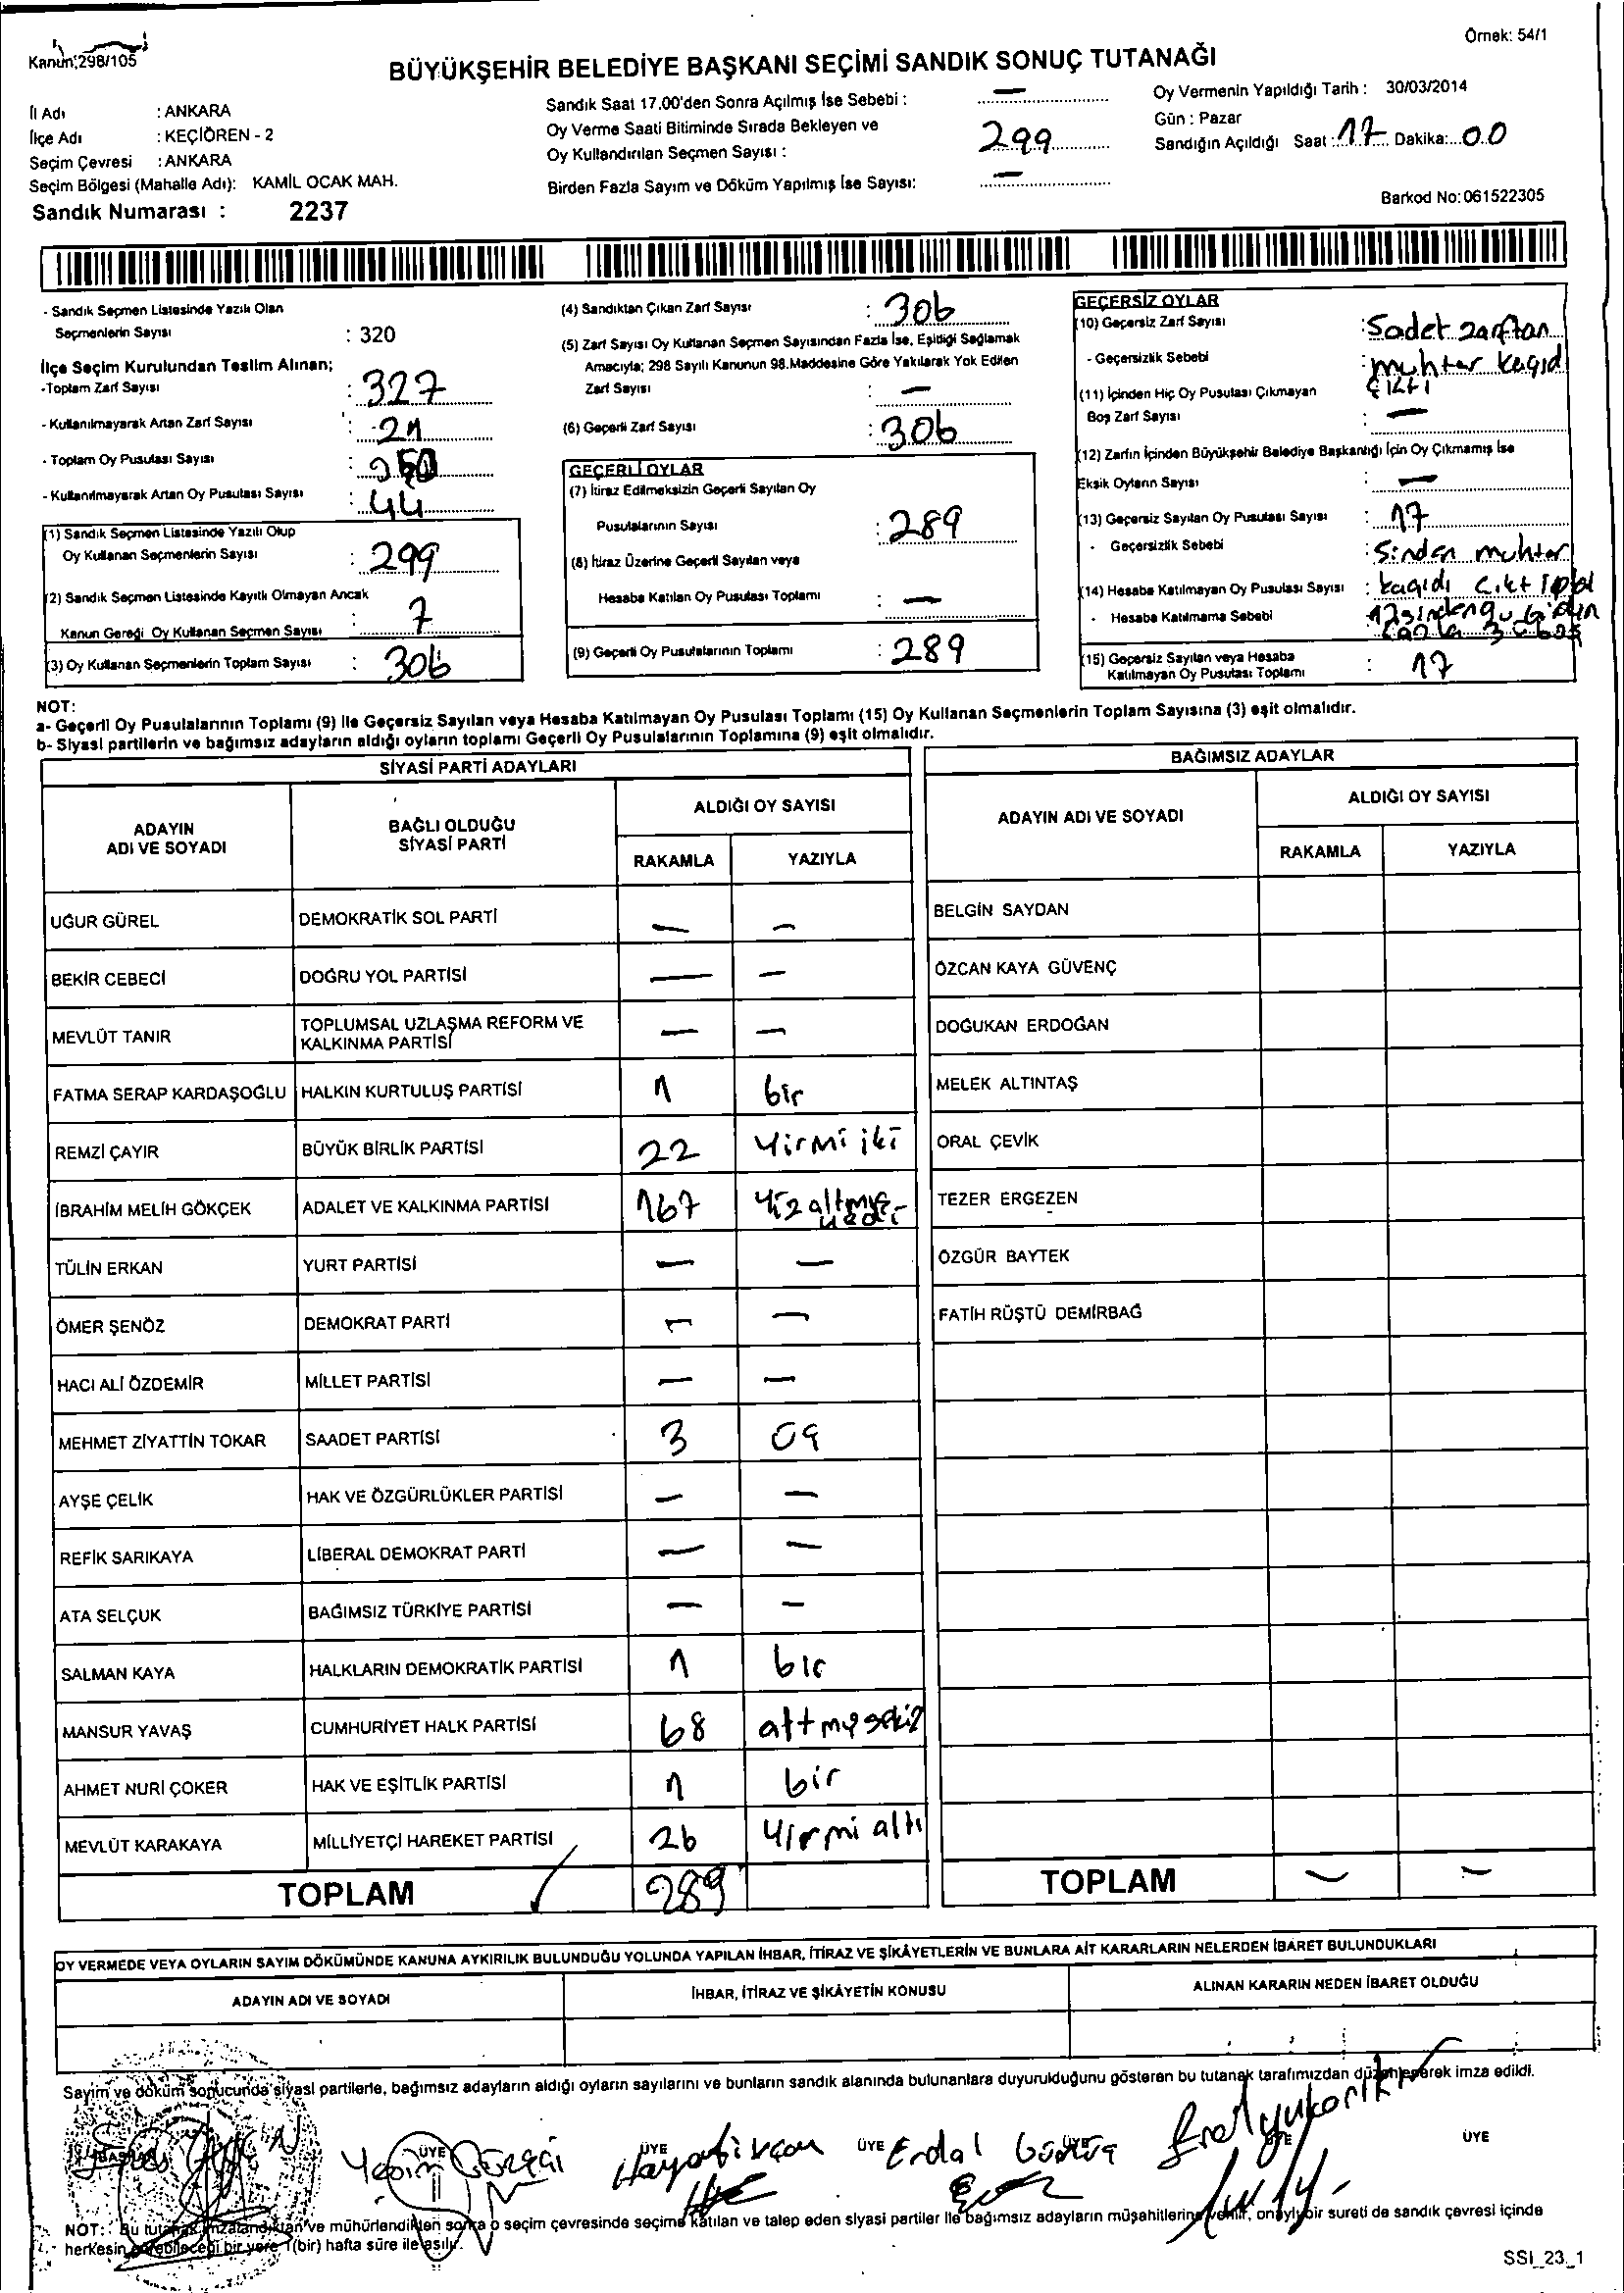 Örnek: 54/1
Kanun:298/105
BÜYÜKŞEHİR BELEDİYE BAŞKANI SEÇİMİ SANDIK SONUÇ TUTANAĞI
İl Adı : ANKARA
İlçe Adı : KEÇİÖREN - 2
Seçim Çevresi : ANKARA
Seçim Bölgesi (Mahalle Adı): KAMİL OCAK MAH.
Sandık Numarası : 2237
Sandık Saat 17.00'den Sonra Açılmış İse Sebebi : —
Oy Verme Saati Bitiminde Sırada Bekleyen ve
Oy Kullandırılan Seçmen Sayısı : 299
Birden Fazla Sayım ve Döküm Yapılmış İse Sayısı: —
Oy Vermenin Yapıldığı Tarih : 30/03/2014
Gün : Pazar
Sandığın Açıldığı Saat : 17 Dakika: 00
Barkod No: 061522305
- Sandık Seçmen Listesinde Yazılı Olan
Seçmenlerin Sayısı : 320
İlçe Seçim Kurulundan Teslim Alınan;
-Toplam Zarf Sayısı : 327
- Kullanılmayarak Artan Zarf Sayısı : 21
- Toplam Oy Pusulası Sayısı :
- Kullanılmayarak Artan Oy Pusulası Sayısı : 44
(1) Sandık Seçmen Listesinde Yazılı Olup
Oy Kullanan Seçmenlerin Sayısı : 299
(2) Sandık Seçmen Listesinde Kayıtlı Olmayan Ancak
Kanun Gereği Oy Kullanan Seçmen Sayısı : 7
(3) Oy Kullanan Seçmenlerin Toplam Sayısı : 306
(4) Sandıktan Çıkan Zarf Sayısı : 306
(5) Zarf Sayısı Oy Kullanan Seçmen Sayısından Fazla İse, Eşitliği Sağlamak
Amacıyla; 298 Sayılı Kanunun 98.Maddesine Göre Yakılarak Yok Edilen
Zarf Sayısı : —
(6) Geçerli Zarf Sayısı : 306
GEÇERLİ OYLAR
(7) İtiraz Edilmeksizin Geçerli Sayılan Oy
Pusulalarının Sayısı : 289
(8) İtiraz Üzerine Geçerli Sayılan veya
Hesaba Katılan Oy Pusulası Toplamı : —
(9) Geçerli Oy Pusulalarının Toplamı : 289
GEÇERSİZ OYLAR
(10) Geçersiz Zarf Sayısı : Sadet zarftan
- Geçersizlik Sebebi : muhtar kagıd
çıktı
(11) İçinden Hiç Oy Pusulası Çıkmayan
Boş Zarf Sayısı : —
(12) Zarfın İçinden Büyükşehir Belediye Başkanlığı İçin Oy Çıkmamış İse
Eksik Oyların Sayısı : —
(13) Geçersiz Sayılan Oy Pusulası Sayısı : 17
- Geçersizlik Sebebi : Sinden muhtar
(14) Hesaba Katılmayan Oy Pusulası Sayısı : kagıdı çıktı
- Hesaba Katılmama Sebebi
(15) Geçersiz Sayılan veya Hesaba
Katılmayan Oy Pusulası Toplamı : 17
NOT:
a- Geçerli Oy Pusulalarının Toplamı (9) ile Geçersiz Sayılan veya Hesaba Katılmayan Oy Pusulası Toplamı (15) Oy Kullanan Seçmenlerin Toplam Sayısına (3) eşit olmalıdır.
b- Siyasi partilerin ve bağımsız adayların aldığı oyların toplamı Geçerli Oy Pusulalarının Toplamına (9) eşit olmalıdır.
SİYASİ PARTİ ADAYLARI
ADAYIN ADI VE SOYADI BAĞLI OLDUĞU SİYASİ PARTİ ALDIĞI OY SAYISI
RAKAMLA YAZIYLA
UĞUR GÜREL DEMOKRATİK SOL PARTİ — —
BEKİR CEBECİ DOĞRU YOL PARTİSİ — —
MEVLÜT TANIR TOPLUMSAL UZLAŞMA REFORM VE KALKINMA PARTİSİ — —
FATMA SERAP KARDAŞOĞLU HALKIN KURTULUŞ PARTİSİ 1 bir
REMZİ ÇAYIR BÜYÜK BİRLİK PARTİSİ 22 Yirmi iki
İBRAHİM MELİH GÖKÇEK ADALET VE KALKINMA PARTİSİ 167 Yüz altmış yedi
TÜLİN ERKAN YURT PARTİSİ — —
ÖMER ŞENÖZ DEMOKRAT PARTİ — —
HACI ALİ ÖZDEMİR MİLLET PARTİSİ — —
MEHMET ZİYATTİN TOKAR SAADET PARTİSİ 3 üç
AYŞE ÇELİK HAK VE ÖZGÜRLÜKLER PARTİSİ — —
REFİK SARIKAYA LİBERAL DEMOKRAT PARTİ — —
ATA SELÇUK BAĞIMSIZ TÜRKİYE PARTİSİ — —
SALMAN KAYA HALKLARIN DEMOKRATİK PARTİSİ 1 bir
MANSUR YAVAŞ CUMHURİYET HALK PARTİSİ 68 altmışsekiz
AHMET NURİ ÇOKER HAK VE EŞİTLİK PARTİSİ 1 bir
MEVLÜT KARAKAYA MİLLİYETÇİ HAREKET PARTİSİ 26 Yirmi altı
TOPLAM 289
BAĞIMSIZ ADAYLAR
ADAYIN ADI VE SOYADI ALDIĞI OY SAYISI
RAKAMLA YAZIYLA
BELGİN SAYDAN
ÖZCAN KAYA GÜVENÇ
DOĞUKAN ERDOĞAN
MELEK ALTINTAŞ
ORAL ÇEVİK
TEZER ERGEZEN
ÖZGÜR BAYTEK
FATİH RÜŞTÜ DEMİRBAĞ
TOPLAM — —
OY VERMEDE VEYA OYLARIN SAYIM DÖKÜMÜNDE KANUNA AYKIRILIK BULUNDUĞU YOLUNDA YAPILAN İHBAR, İTİRAZ VE ŞİKÂYETLERİN VE BUNLARA AİT KARARLARIN NELERDEN İBARET BULUNDUKLARI
ADAYIN ADI VE SOYADI İHBAR, İTİRAZ VE ŞİKÂYETİN KONUSU ALINAN KARARIN NEDEN İBARET OLDUĞU
Sayım ve döküm sonucunda siyasi partilerle, bağımsız adayların aldığı oyların sayılarını ve bunların sandık alanında bulunanlara duyurulduğunu gösteren bu tutanak tarafımızdan düzenlenerek imza edildi.
ÜYE ÜYE ÜYE ÜYE ÜYE
Erdal
NOT: Bu tutanak imzalandıktan ve mühürlendikten sonra o seçim çevresinde seçime katılan ve talep eden siyasi partiler ile bağımsız adayların müşahitlerine verilir, onaylı bir sureti de sandık çevresi içinde
herkesin görebileceği bir yere 1(bir) hafta süre ile asılır.
SSI_23_1